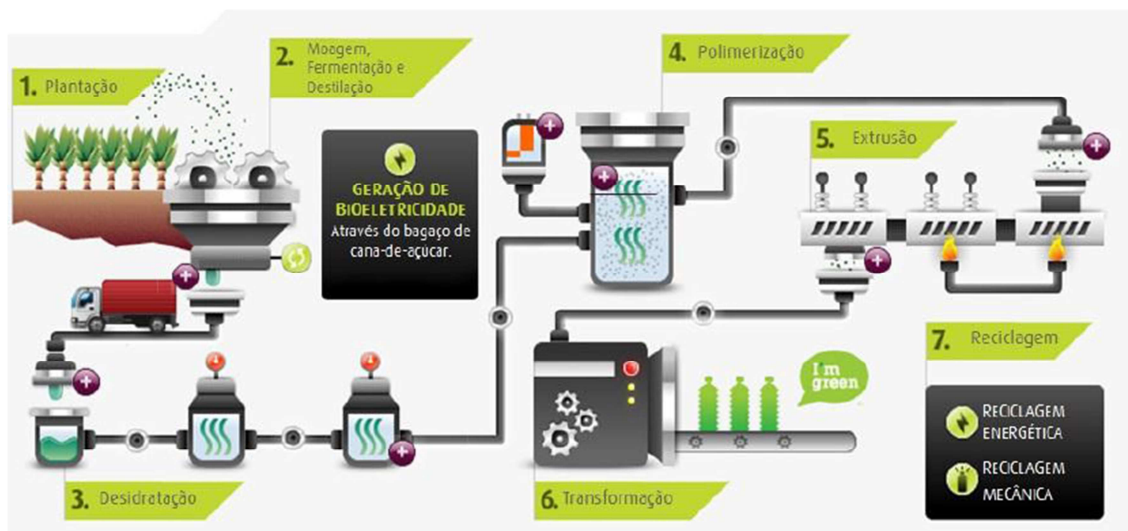 1. Plantação
2. Moagem,
Fermentação e
Destilação
GERAÇÃO DE
BIOELETRICIDADE
Através do bagaço de
cana-de-açúcar.
3. Desidratação
4. Polimerização
5. Extrusão
6. Transformação
I'm
green
7. Reciclagem
RECICLAGEM
ENERGÉTICA
RECICLAGEM
MECÂNICA